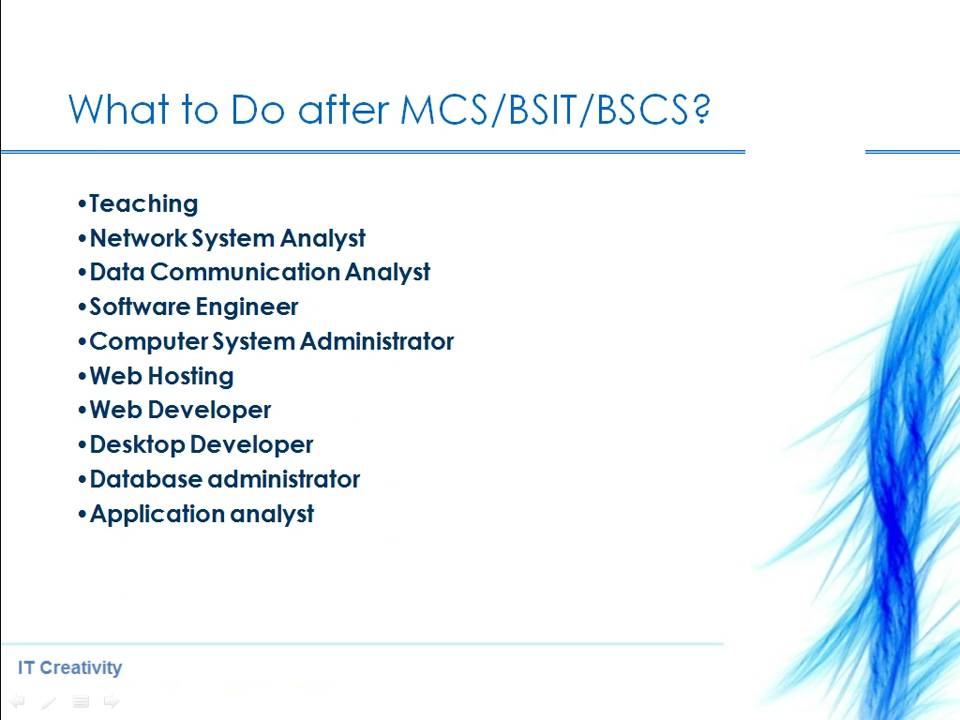 What to Do after MCS/BSIT/BSCS?
•Teaching
•Network System Analyst
•Data Communication Analyst
•Software Engineer
•Computer System Administrator
•Web Hosting
•Web Developer
•Desktop Developer
•Database administrator
•Application analyst
IT Creativity